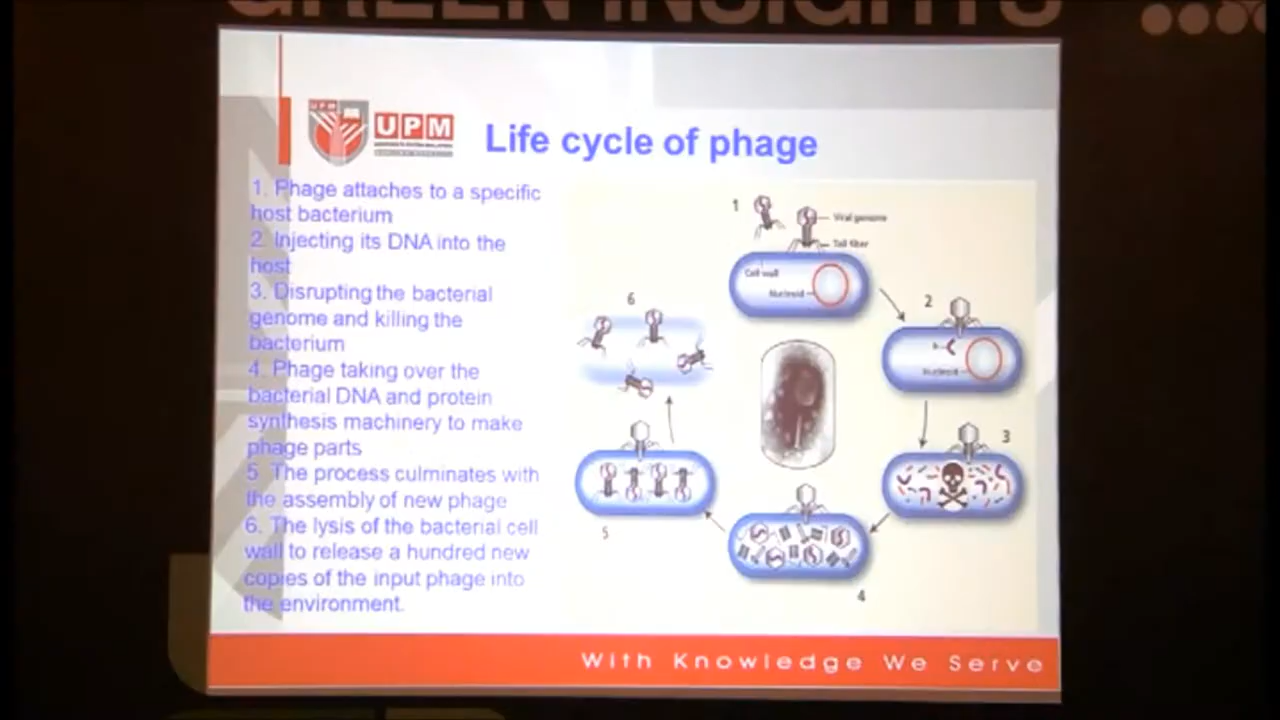 GREEN INSIGHTS
UPM
UPM
Life cycle of phage
1. Phage attaches to a specific
host bacterium
2. Injecting its DNA into the
host
3. Disrupting the bacterial
genome and killing the
bacterium
4. Phage taking over the
bacterial DNA and protein
synthesis machinery to make
phage parts
5. The process culminates with
the assembly of new phage
6. The lysis of the bacterial cell
wall to release a hundred new
copies of the input phage into
the environment.
1
Viral genome
Tail fiber
Cell wall
Nucleoid
2
Nucleoid
3
4
5
6
With Knowledge We Serve